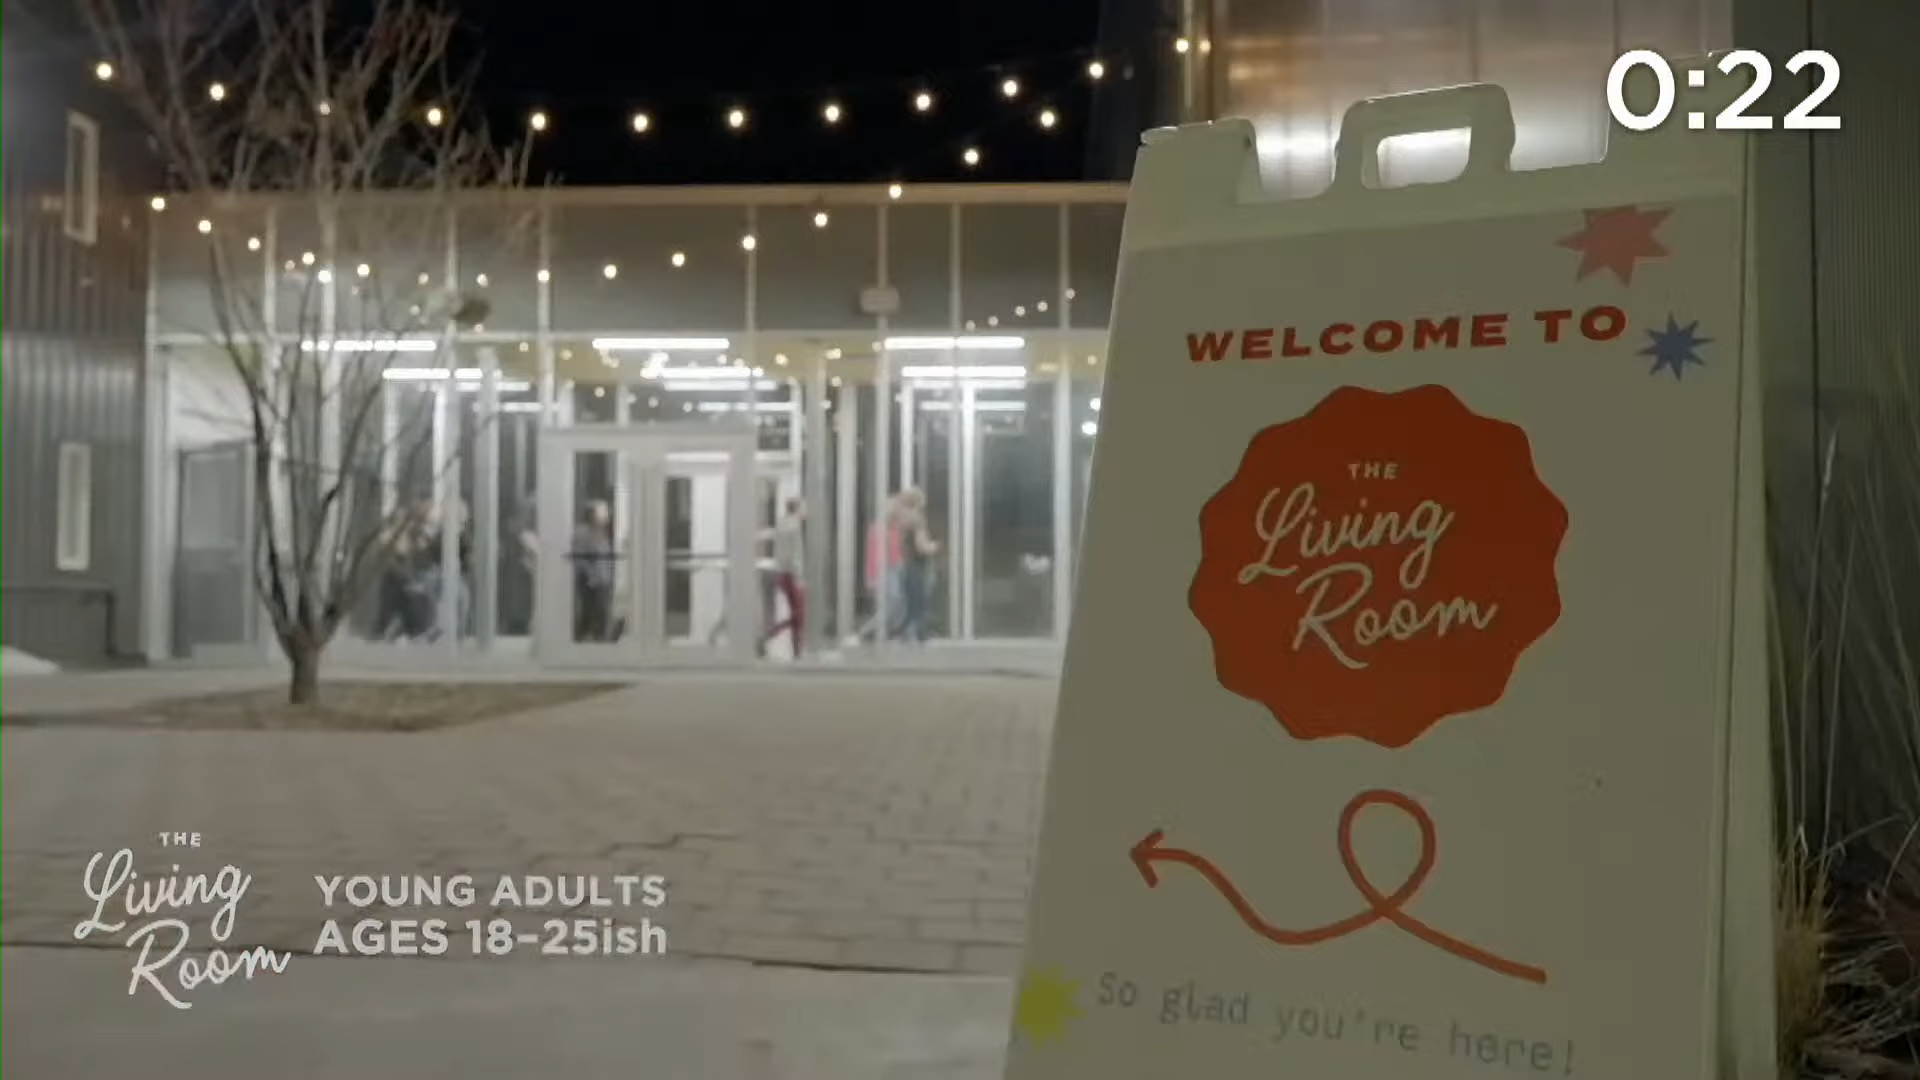 0:22
WELCOME TO
THE
Living
Room
So glad you're here!
THE
Living
Room
YOUNG ADULTS
AGES 18-25ish